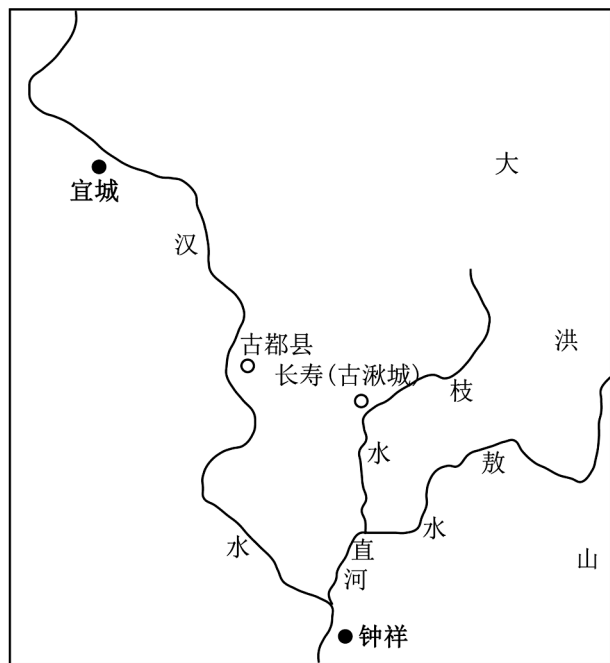 大
宜城
汉
古鄀县
洪
长寿(古湫城)
枝
水
敖
水
水
直
河
山
钟祥